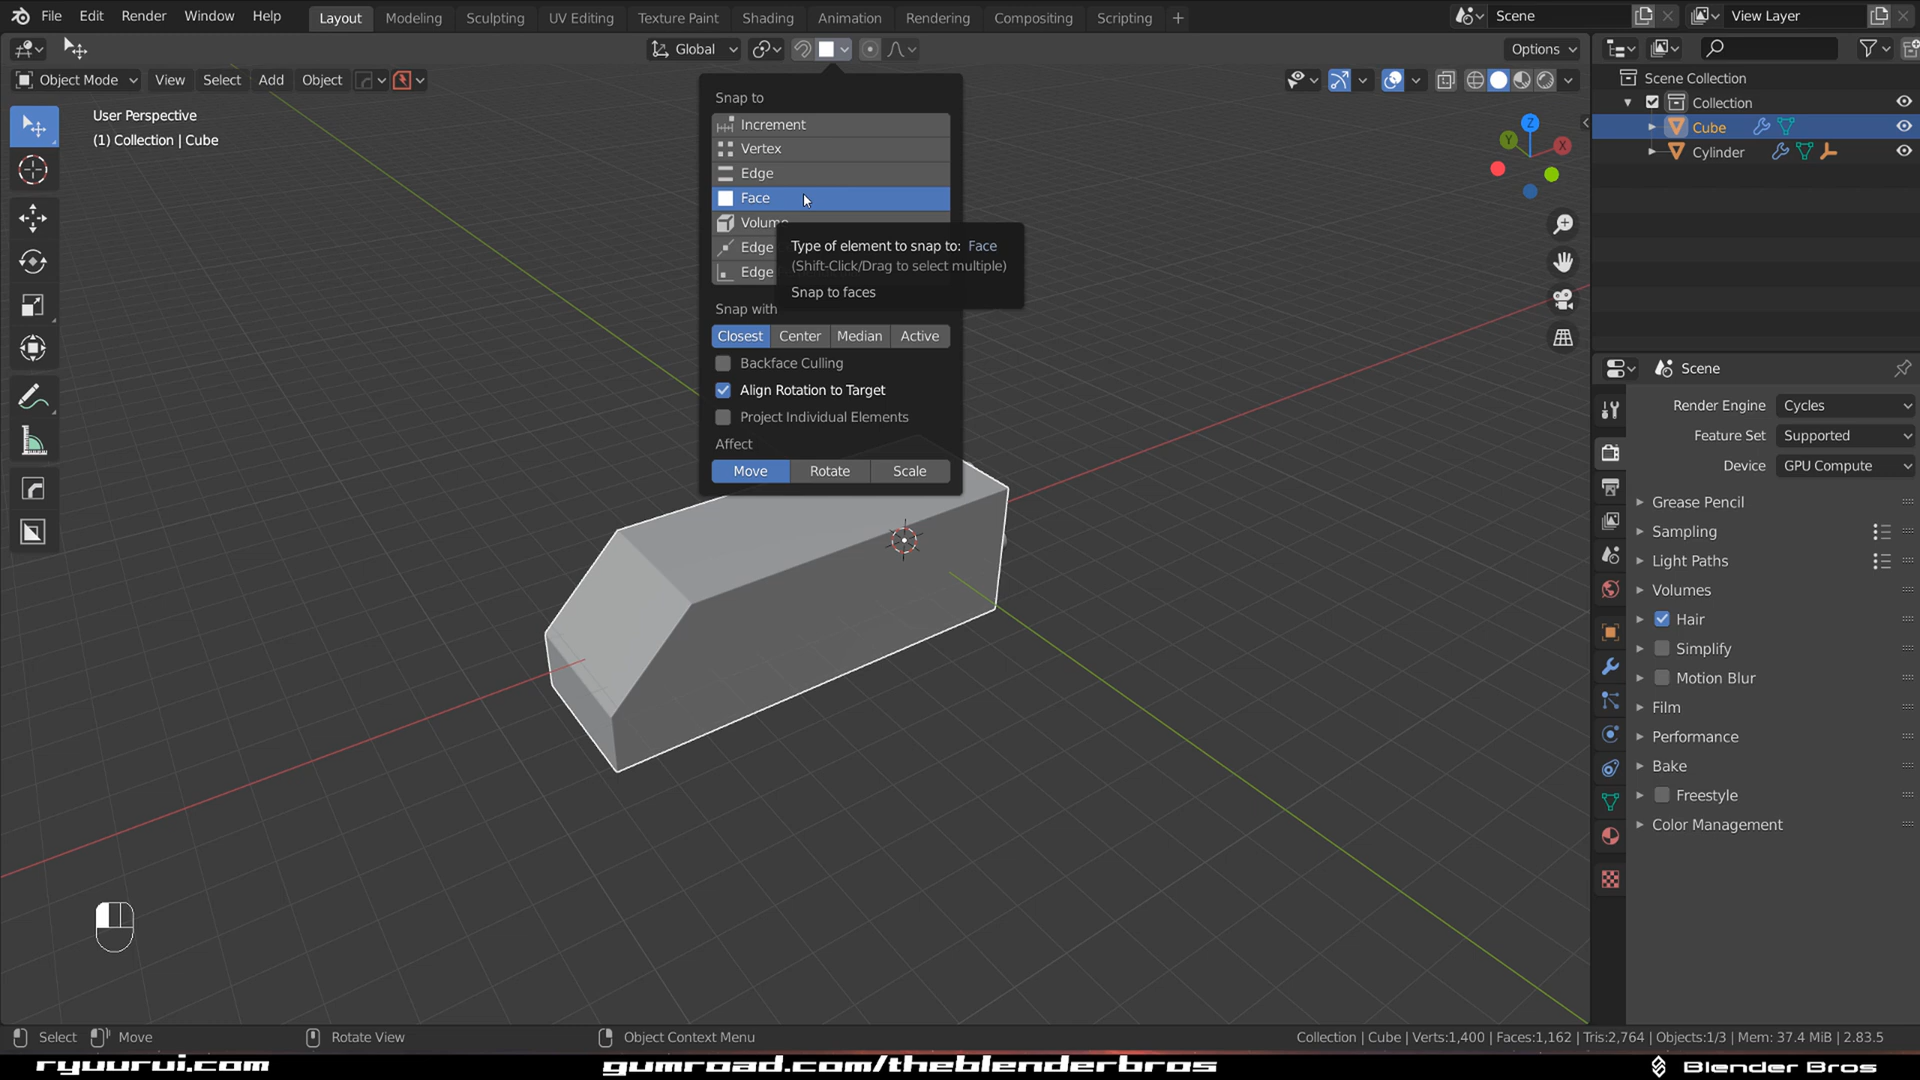 File Edit Render Window Help Layout Modeling Sculpting UV Editing Texture Paint Shading Animation Rendering Compositing Scripting + Scene View Layer
Global Options
Object Mode View Select Add Object
User Perspective
(1) Collection | Cube
Snap to
Increment
Vertex
Edge
Face
Volume
Edge
Edge
Type of element to snap to: Face
(Shift-Click/Drag to select multiple)
Snap to faces
Snap with
Closest Center Median Active
Backface Culling
Align Rotation to Target
Project Individual Elements
Affect
Move Rotate Scale
Z
Y
X
Scene Collection
Collection
Cube
Cylinder
Scene
Render Engine Cycles
Feature Set Supported
Device GPU Compute
Grease Pencil
Sampling
Light Paths
Volumes
Hair
Simplify
Motion Blur
Film
Performance
Bake
Freestyle
Color Management
Select Move Rotate View Object Context Menu Collection | Cube | Verts:1,400 | Faces:1,162 | Tris:2,764 | Objects:1/3 | Mem: 37.4 MiB | 2.83.5
ryuurui.com gumroad.com/theblenderbros Blender Bros